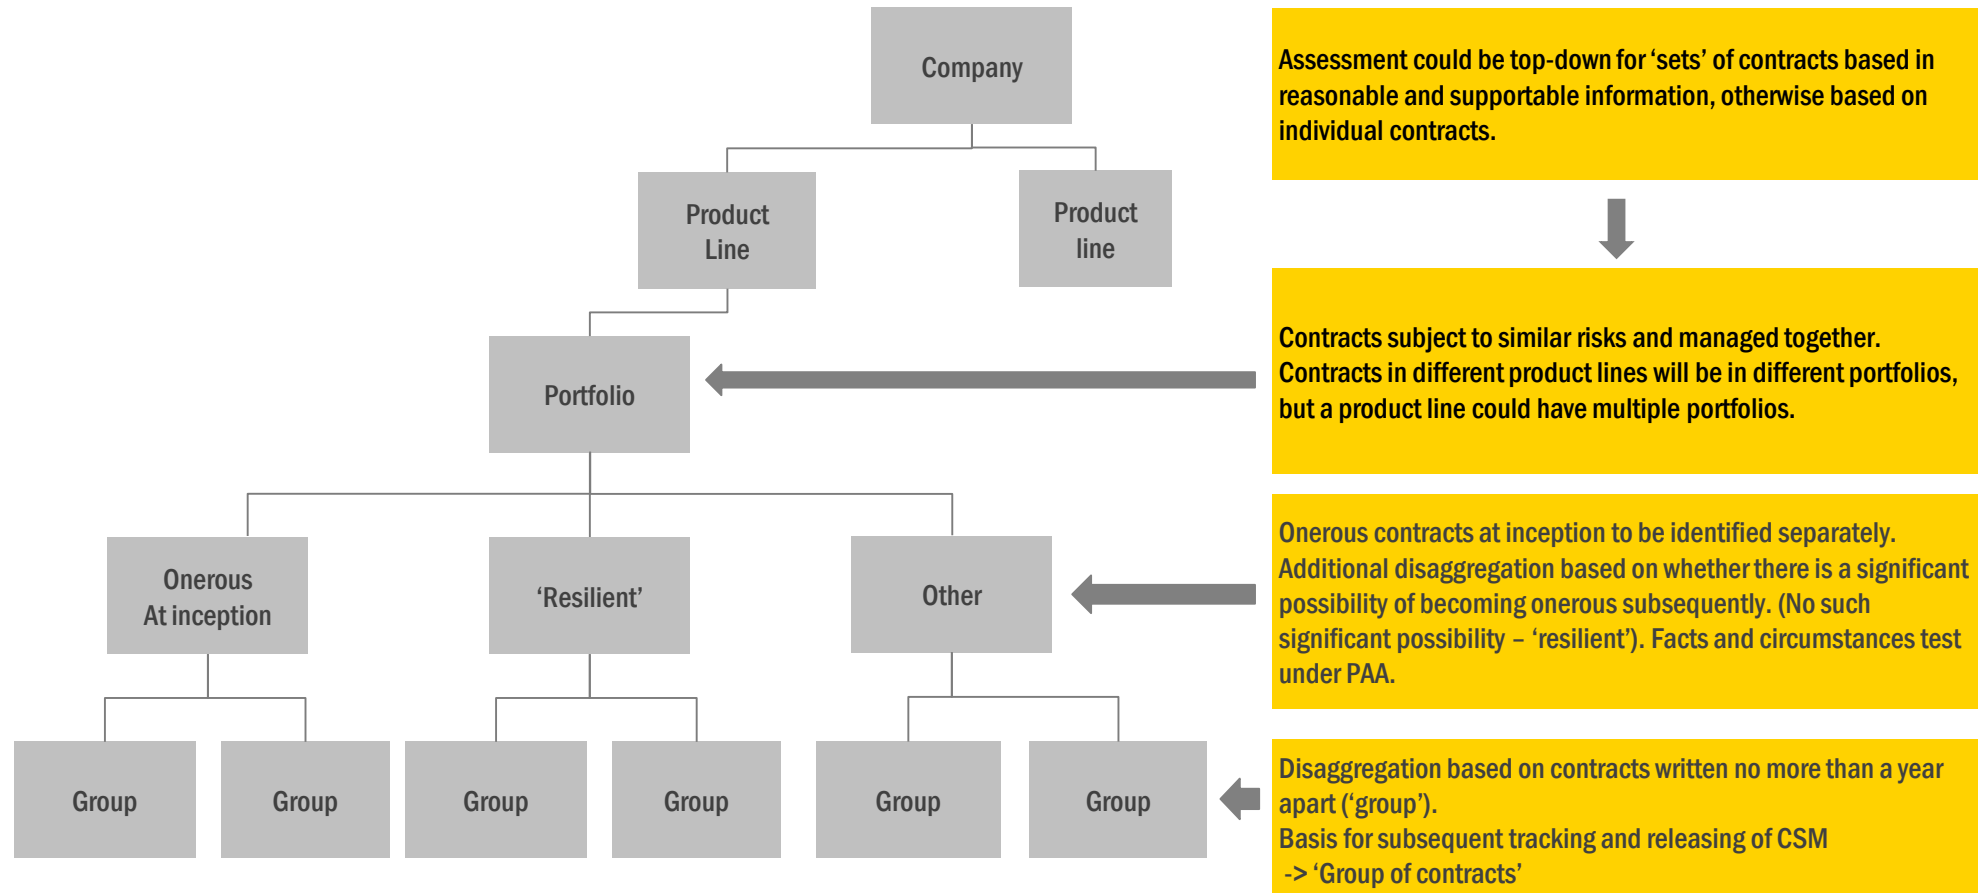 Company
Assessment could be top-down for ‘sets’ of contracts based in
reasonable and supportable information, otherwise based on
individual contracts.
Product
Line
Product
line
Portfolio
Contracts subject to similar risks and managed together.
Contracts in different product lines will be in different portfolios,
but a product line could have multiple portfolios.
Onerous
At inception
‘Resilient’
Other
Onerous contracts at inception to be identified separately.
Additional disaggregation based on whether there is a significant
possibility of becoming onerous subsequently. (No such
significant possibility – ‘resilient’). Facts and circumstances test
under PAA.
Group
Group
Group
Group
Group
Group
Disaggregation based on contracts written no more than a year
apart (‘group’).
Basis for subsequent tracking and releasing of CSM
-> ‘Group of contracts’